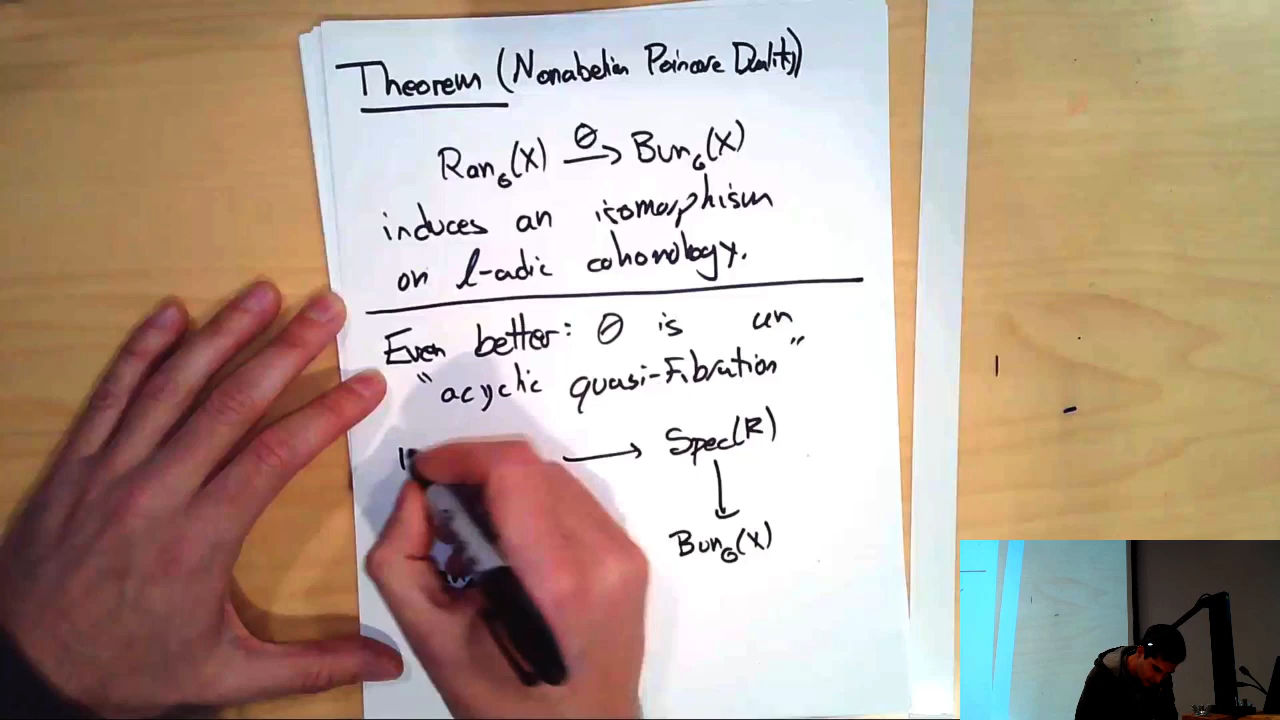 Theorem (Nonabelian Poincare Duality)
Ran_G(X) —θ→ Bun_G(X)
induces an isomorphism
on ℓ-adic cohomology.
Even better: θ is an
"acyclic quasi-fibration"
→ Spec(R)
↓
Bun_G(X)